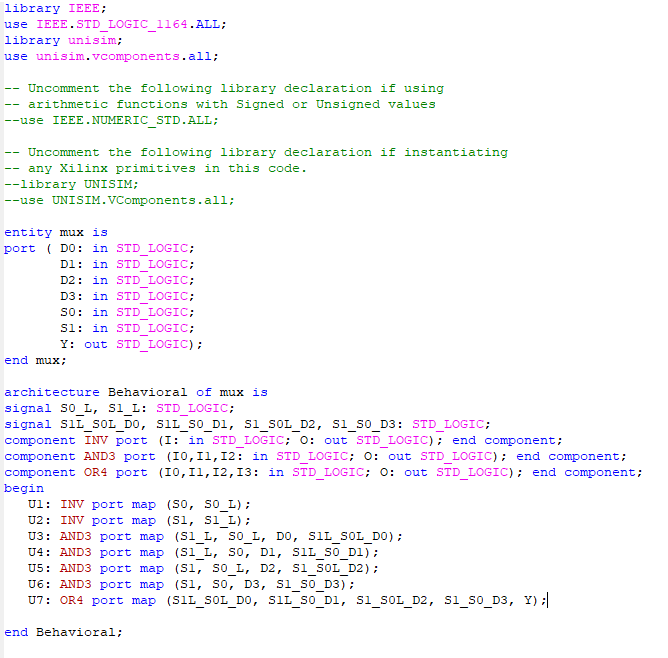 library IEEE;
use IEEE.STD_LOGIC_1164.ALL;
library unisim;
use unisim.vcomponents.all;
-- Uncomment the following library declaration if using
-- arithmetic functions with Signed or Unsigned values
--use IEEE.NUMERIC_STD.ALL;
-- Uncomment the following library declaration if instantiating
-- any Xilinx primitives in this code.
--library UNISIM;
--use UNISIM.VComponents.all;
entity mux is
port ( D0: in STD_LOGIC;
D1: in STD_LOGIC;
D2: in STD_LOGIC;
D3: in STD_LOGIC;
S0: in STD_LOGIC;
S1: in STD_LOGIC;
Y: out STD_LOGIC);
end mux;
architecture Behavioral of mux is
signal S0_L, S1_L: STD_LOGIC;
signal S1L_S0L_D0, S1L_S0_D1, S1_S0L_D2, S1_S0_D3: STD_LOGIC;
component INV port (I: in STD_LOGIC; O: out STD_LOGIC); end component;
component AND3 port (I0,I1,I2: in STD_LOGIC; O: out STD_LOGIC); end component;
component OR4 port (I0,I1,I2,I3: in STD_LOGIC; O: out STD_LOGIC); end component;
begin
U1: INV port map (S0, S0_L);
U2: INV port map (S1, S1_L);
U3: AND3 port map (S1_L, S0_L, D0, S1L_S0L_D0);
U4: AND3 port map (S1_L, S0, D1, S1L_S0_D1);
U5: AND3 port map (S1, S0_L, D2, S1_S0L_D2);
U6: AND3 port map (S1, S0, D3, S1_S0_D3);
U7: OR4 port map (S1L_S0L_D0, S1L_S0_D1, S1_S0L_D2, S1_S0_D3, Y);
end Behavioral;